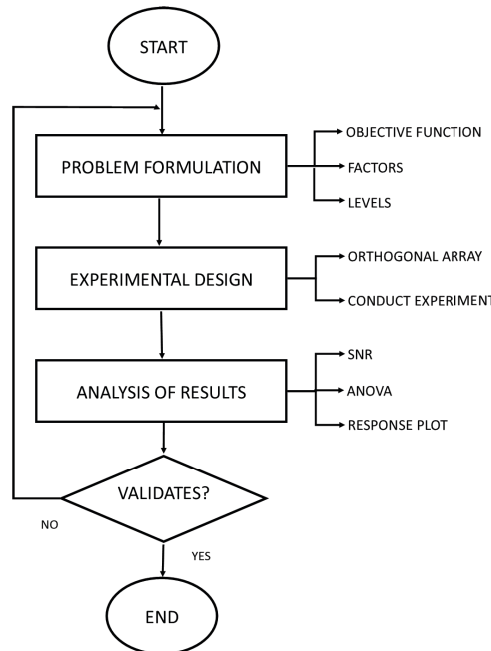 START
PROBLEM FORMULATION
OBJECTIVE FUNCTION
FACTORS
LEVELS
EXPERIMENTAL DESIGN
ORTHOGONAL ARRAY
CONDUCT EXPERIMENT
ANALYSIS OF RESULTS
SNR
ANOVA
RESPONSE PLOT
VALIDATES?
NO
YES
END